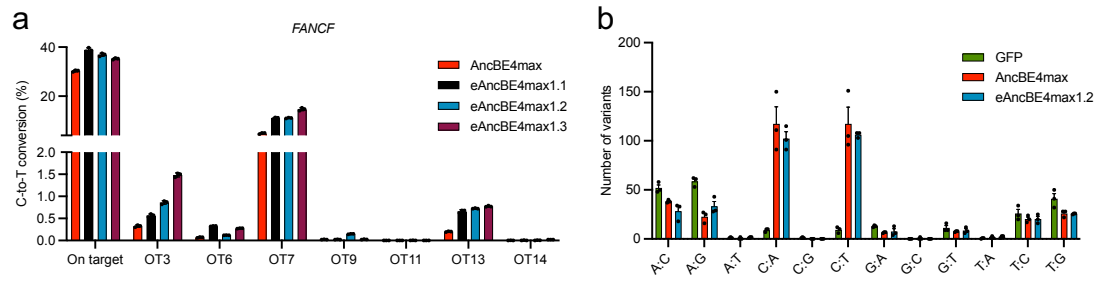 a
FANCF
C-to-T conversion (%)
40
20
2.0
1.5
1.0
0.5
0.0
On target OT3 OT6 OT7 OT9 OT11 OT13 OT14
AncBE4max
eAncBE4max1.1
eAncBE4max1.2
eAncBE4max1.3
b
Number of variants
200
150
100
50
0
A:C A:G A:T C:A C:G C:T G:A G:C G:T T:A T:C T:G
GFP
AncBE4max
eAncBE4max1.2